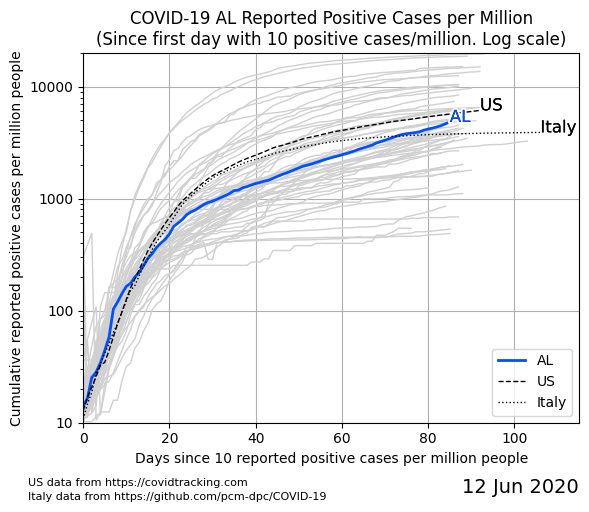 COVID-19 AL Reported Positive Cases per Million
(Since first day with 10 positive cases/million. Log scale)
Cumulative reported positive cases per million people
10000
1000
100
10
AL
US
Italy
AL
US
Italy
0
20
40
60
80
100
Days since 10 reported positive cases per million people
US data from https://covidtracking.com
Italy data from https://github.com/pcm-dpc/COVID-19
12 Jun 2020